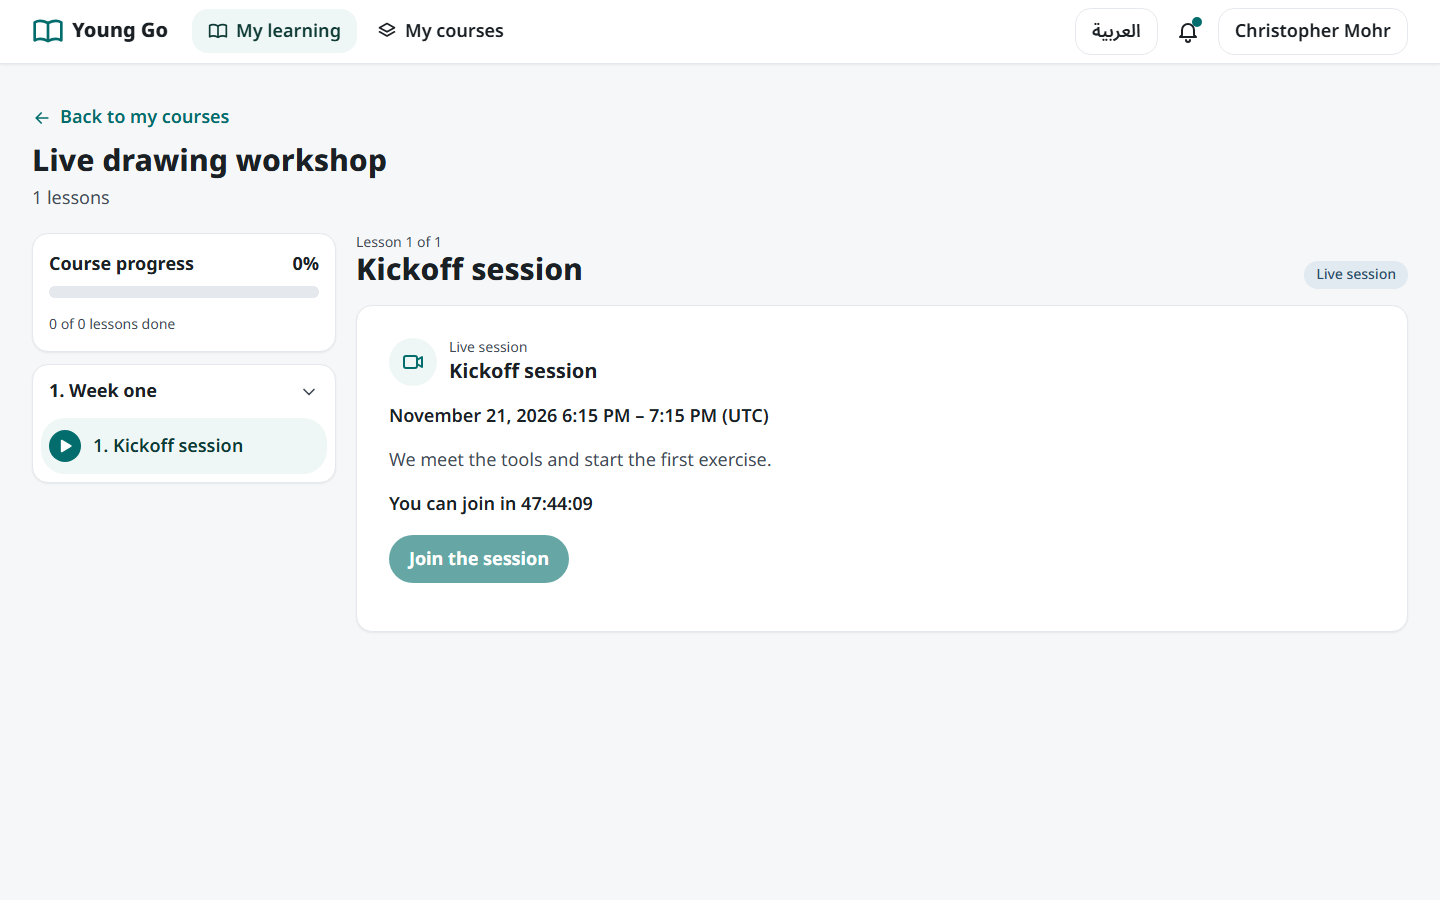 Young Go
My learning
My courses
العربية
Christopher Mohr
Back to my courses
Live drawing workshop
1 lessons
Course progress 0%
0 of 0 lessons done
1. Week one
1. Kickoff session
Lesson 1 of 1
Kickoff session
Live session
Live session
Kickoff session
November 21, 2026 6:15 PM – 7:15 PM (UTC)
We meet the tools and start the first exercise.
You can join in 47:44:09
Join the session